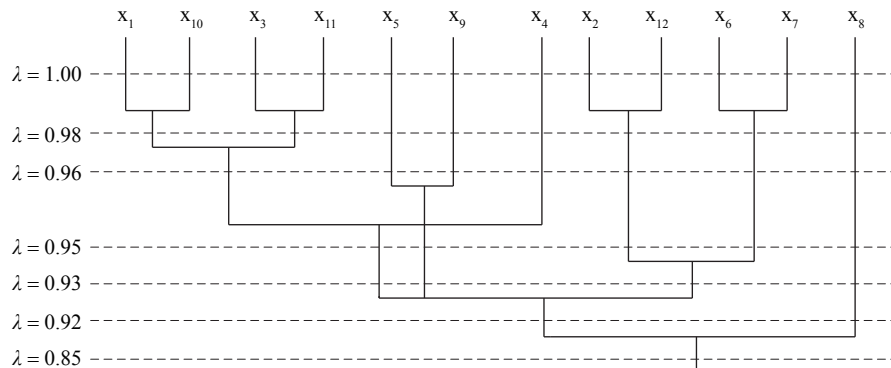 x₁ x₁₀ x₃ x₁₁ x₅ x₉ x₄ x₂ x₁₂ x₆ x₇ x₈
λ = 1.00
λ = 0.98
λ = 0.96
λ = 0.95
λ = 0.93
λ = 0.92
λ = 0.85